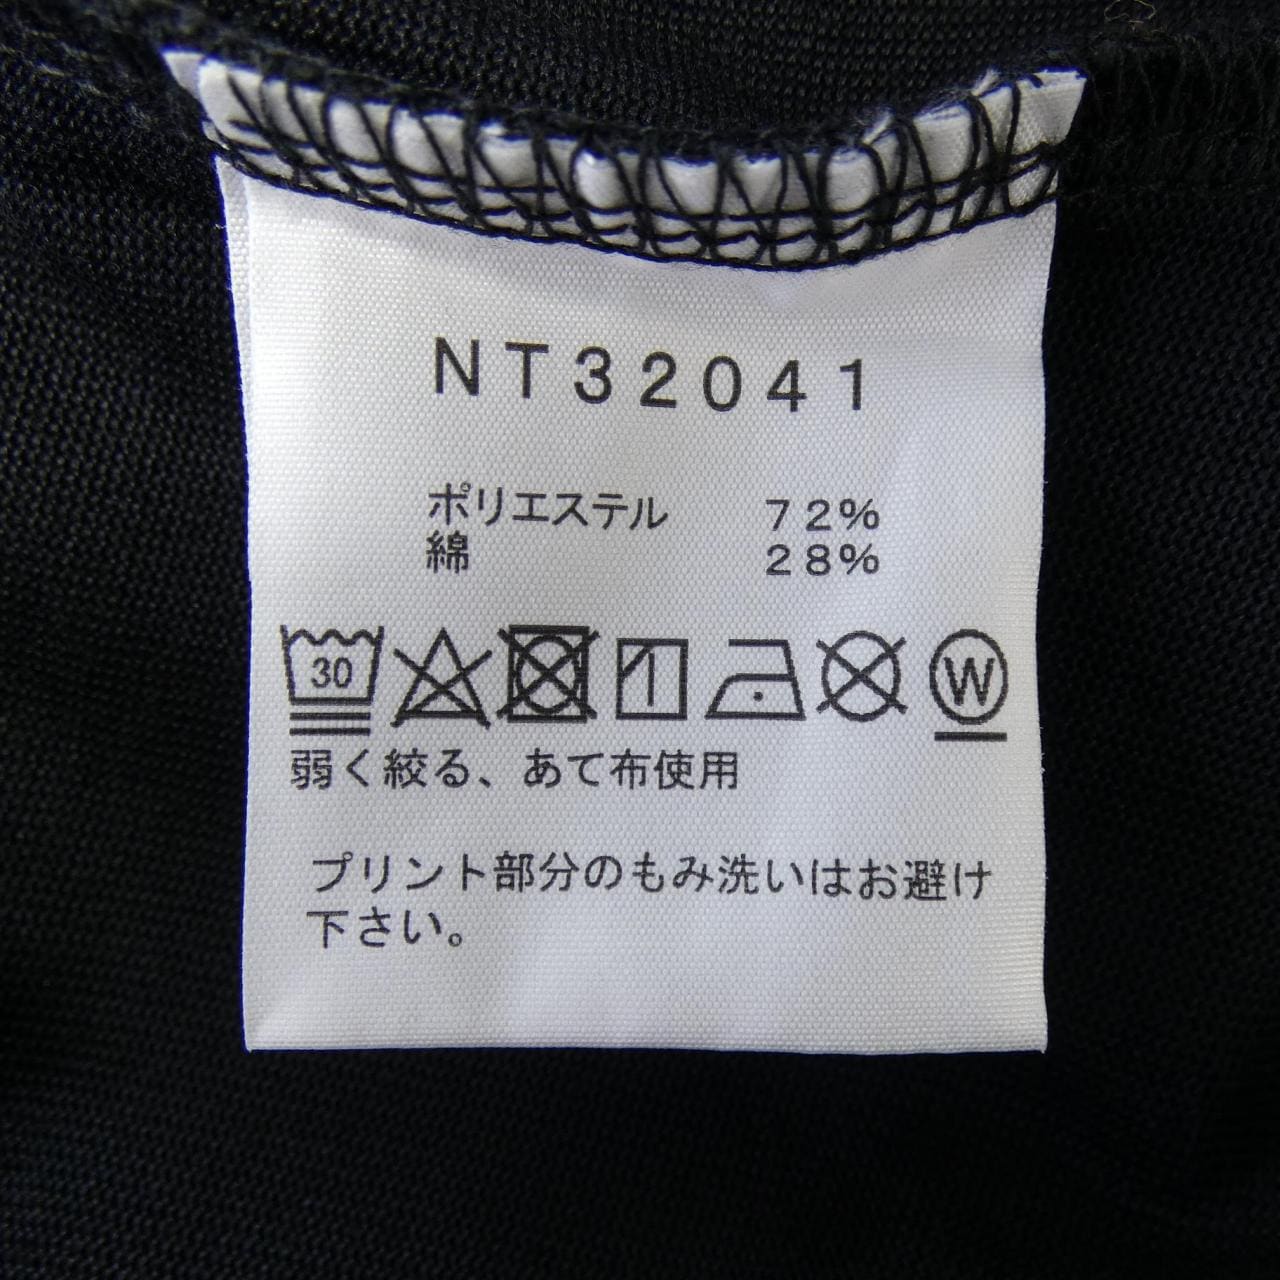 NT32041
ポリエステル 72%
綿 28%
30 W
弱く絞る、あて布使用
プリント部分のもみ洗いはお避け
下さい。